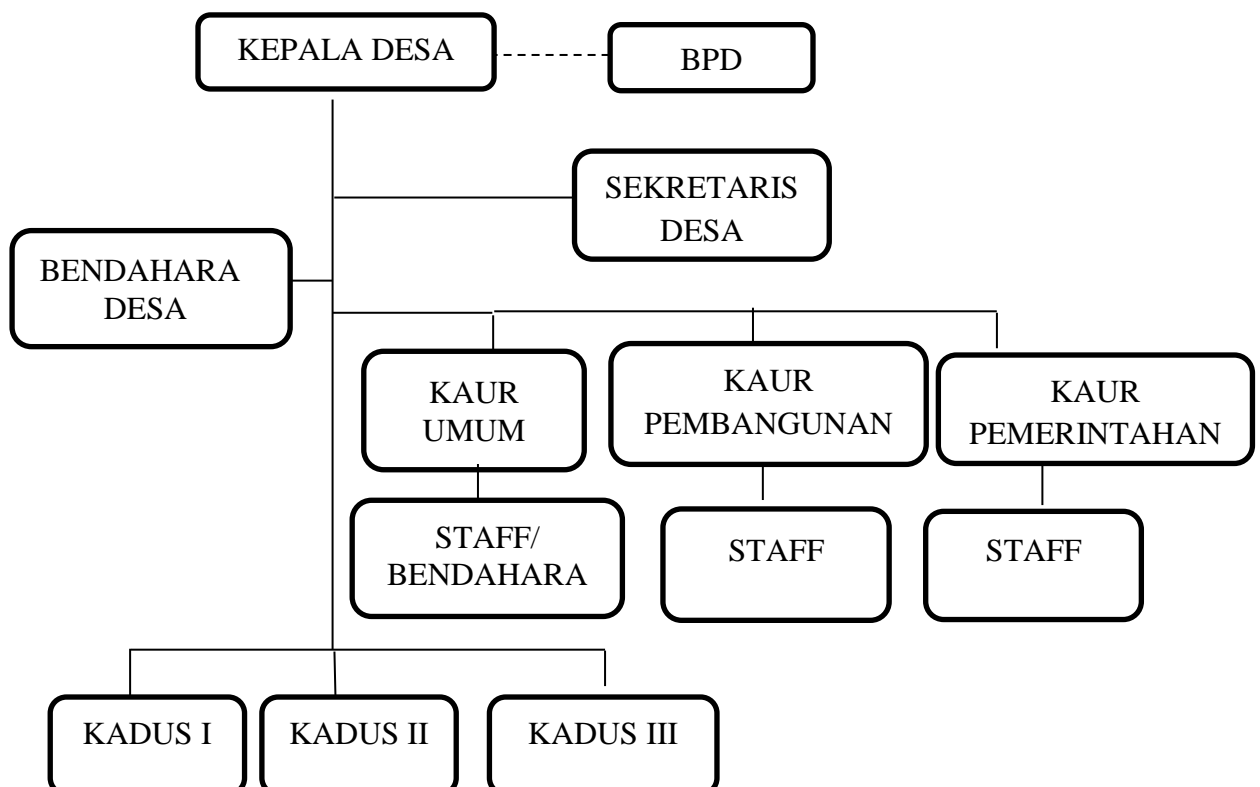 KEPALA DESA
BPD
SEKRETARIS
DESA
BENDAHARA
DESA
KAUR
UMUM
KAUR
PEMBANGUNAN
KAUR
PEMERINTAHAN
STAFF/
BENDAHARA
STAFF
STAFF
KADUS I
KADUS II
KADUS III